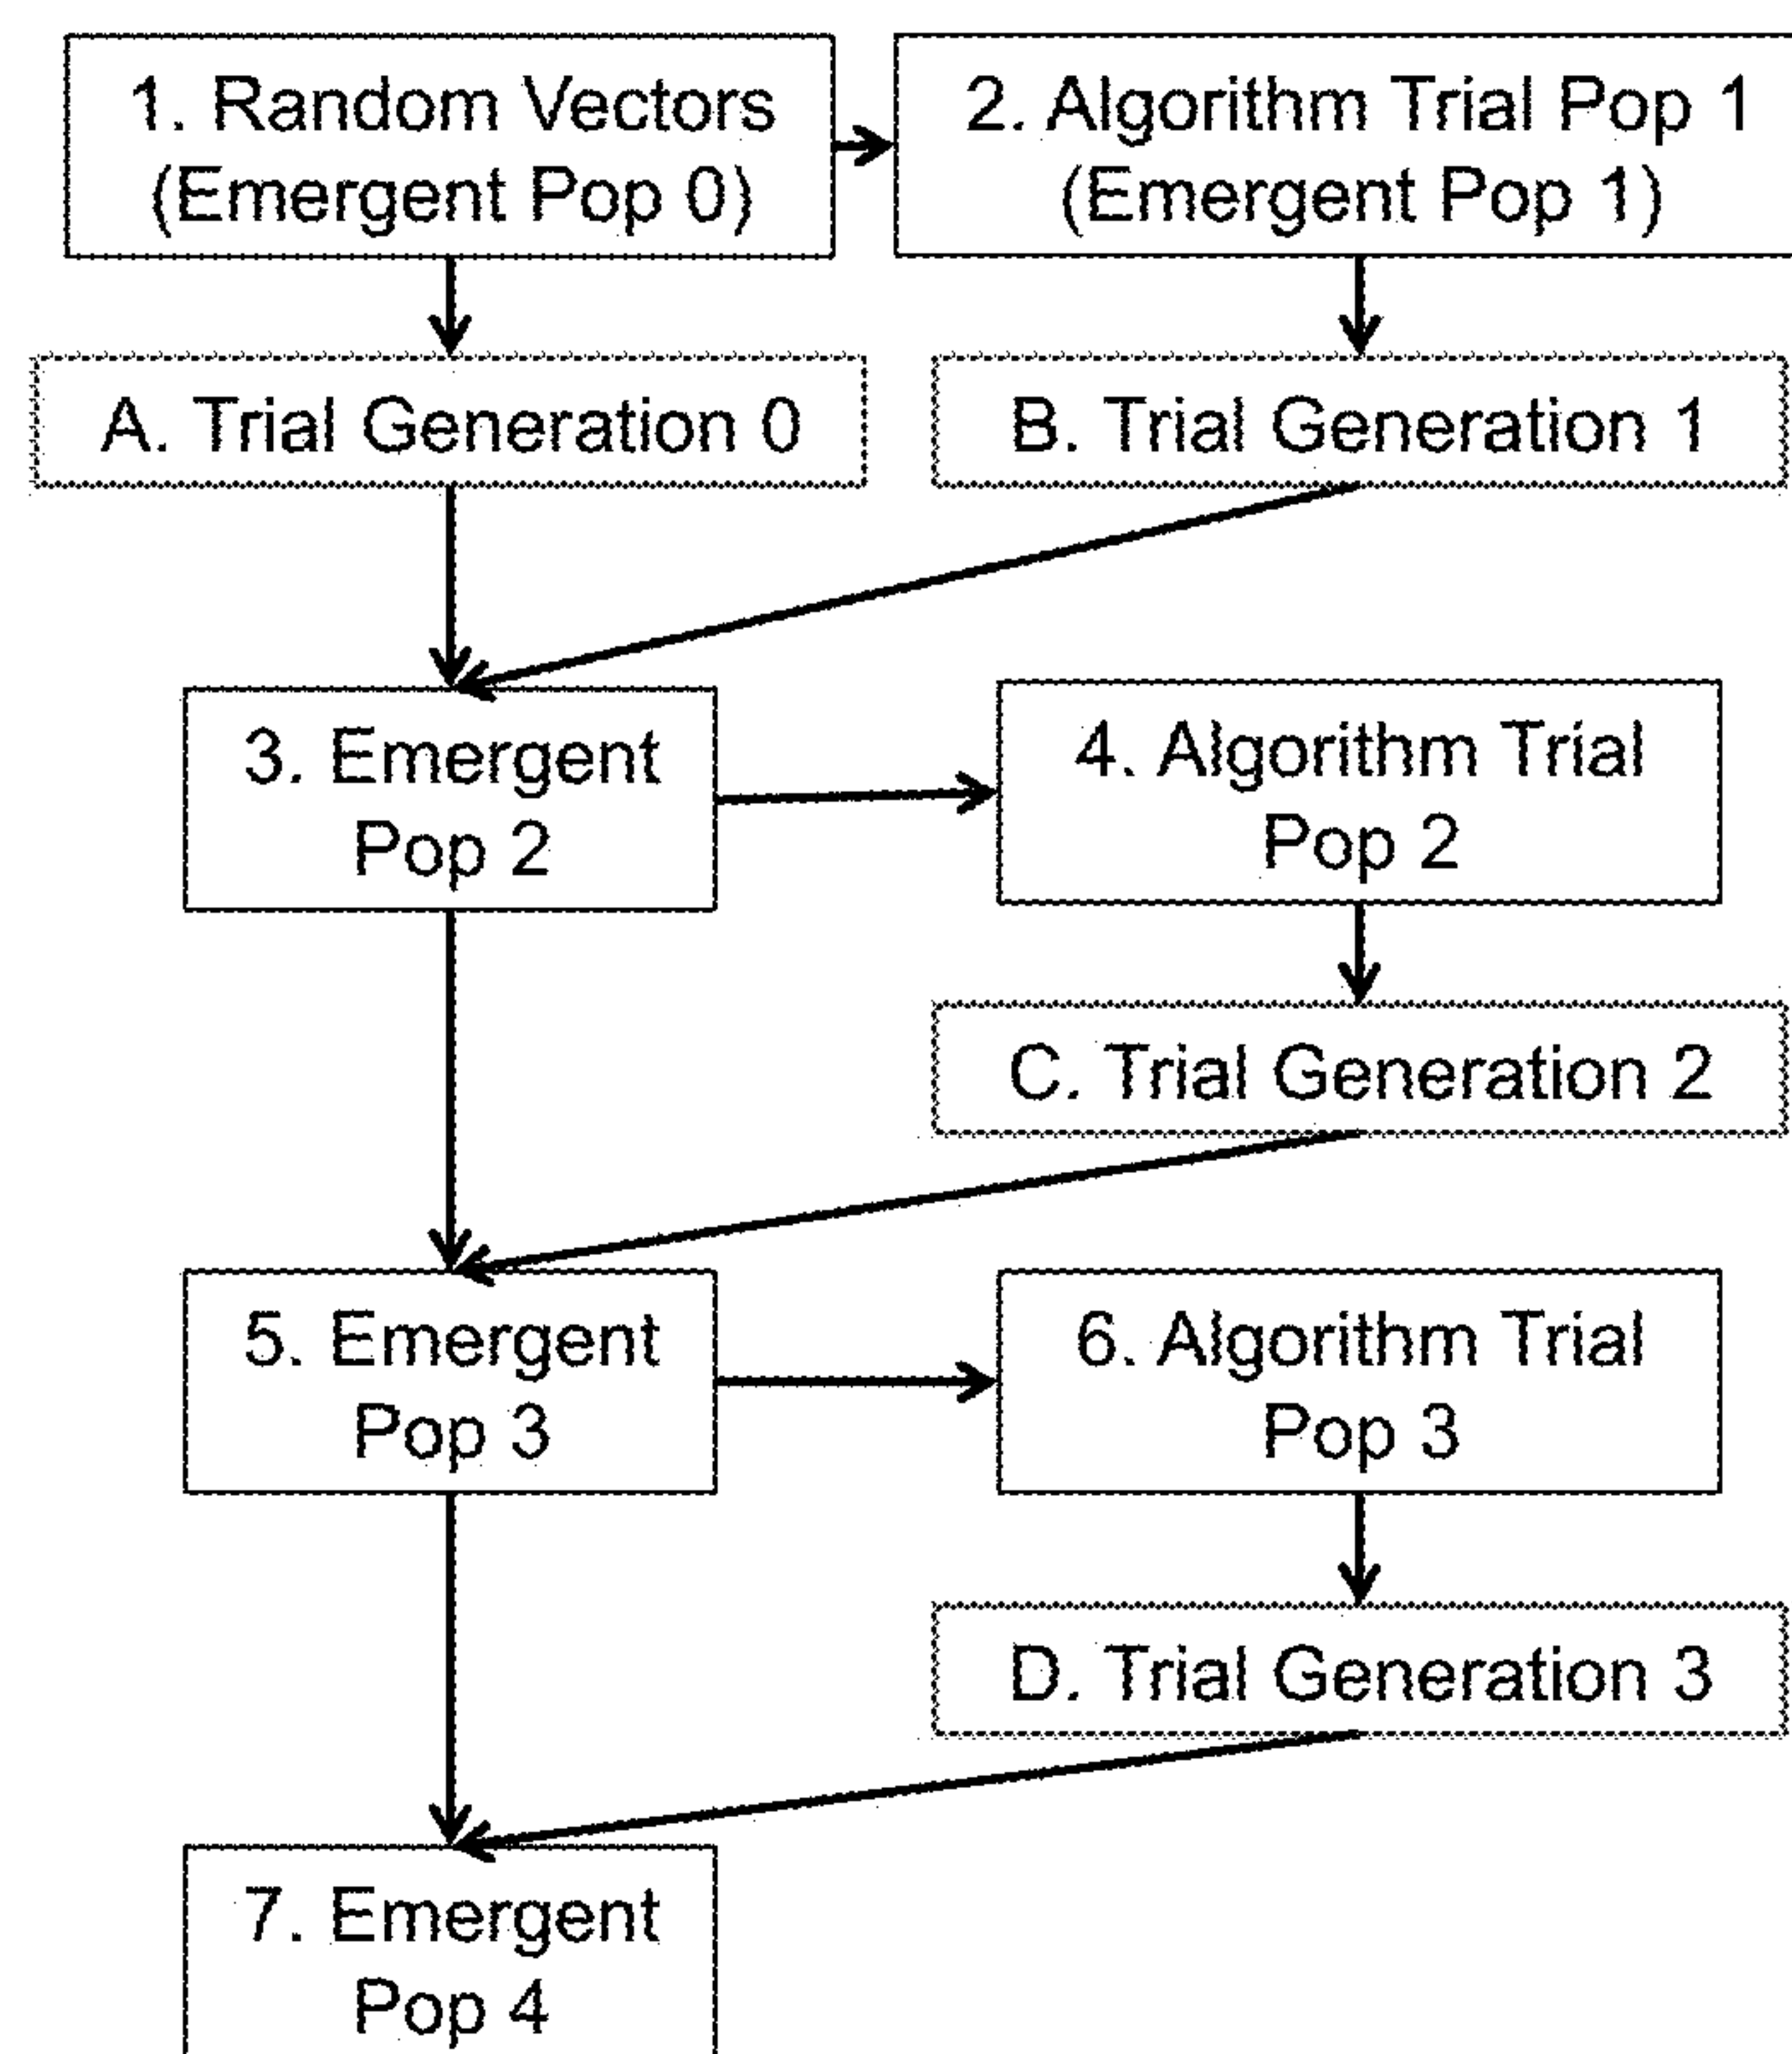 1. Random Vectors
(Emergent Pop 0)
2. Algorithm Trial Pop 1
(Emergent Pop 1)
A. Trial Generation 0
B. Trial Generation 1
3. Emergent
Pop 2
4. Algorithm Trial
Pop 2
C. Trial Generation 2
5. Emergent
Pop 3
6. Algorithm Trial
Pop 3
D. Trial Generation 3
7. Emergent
Pop 4